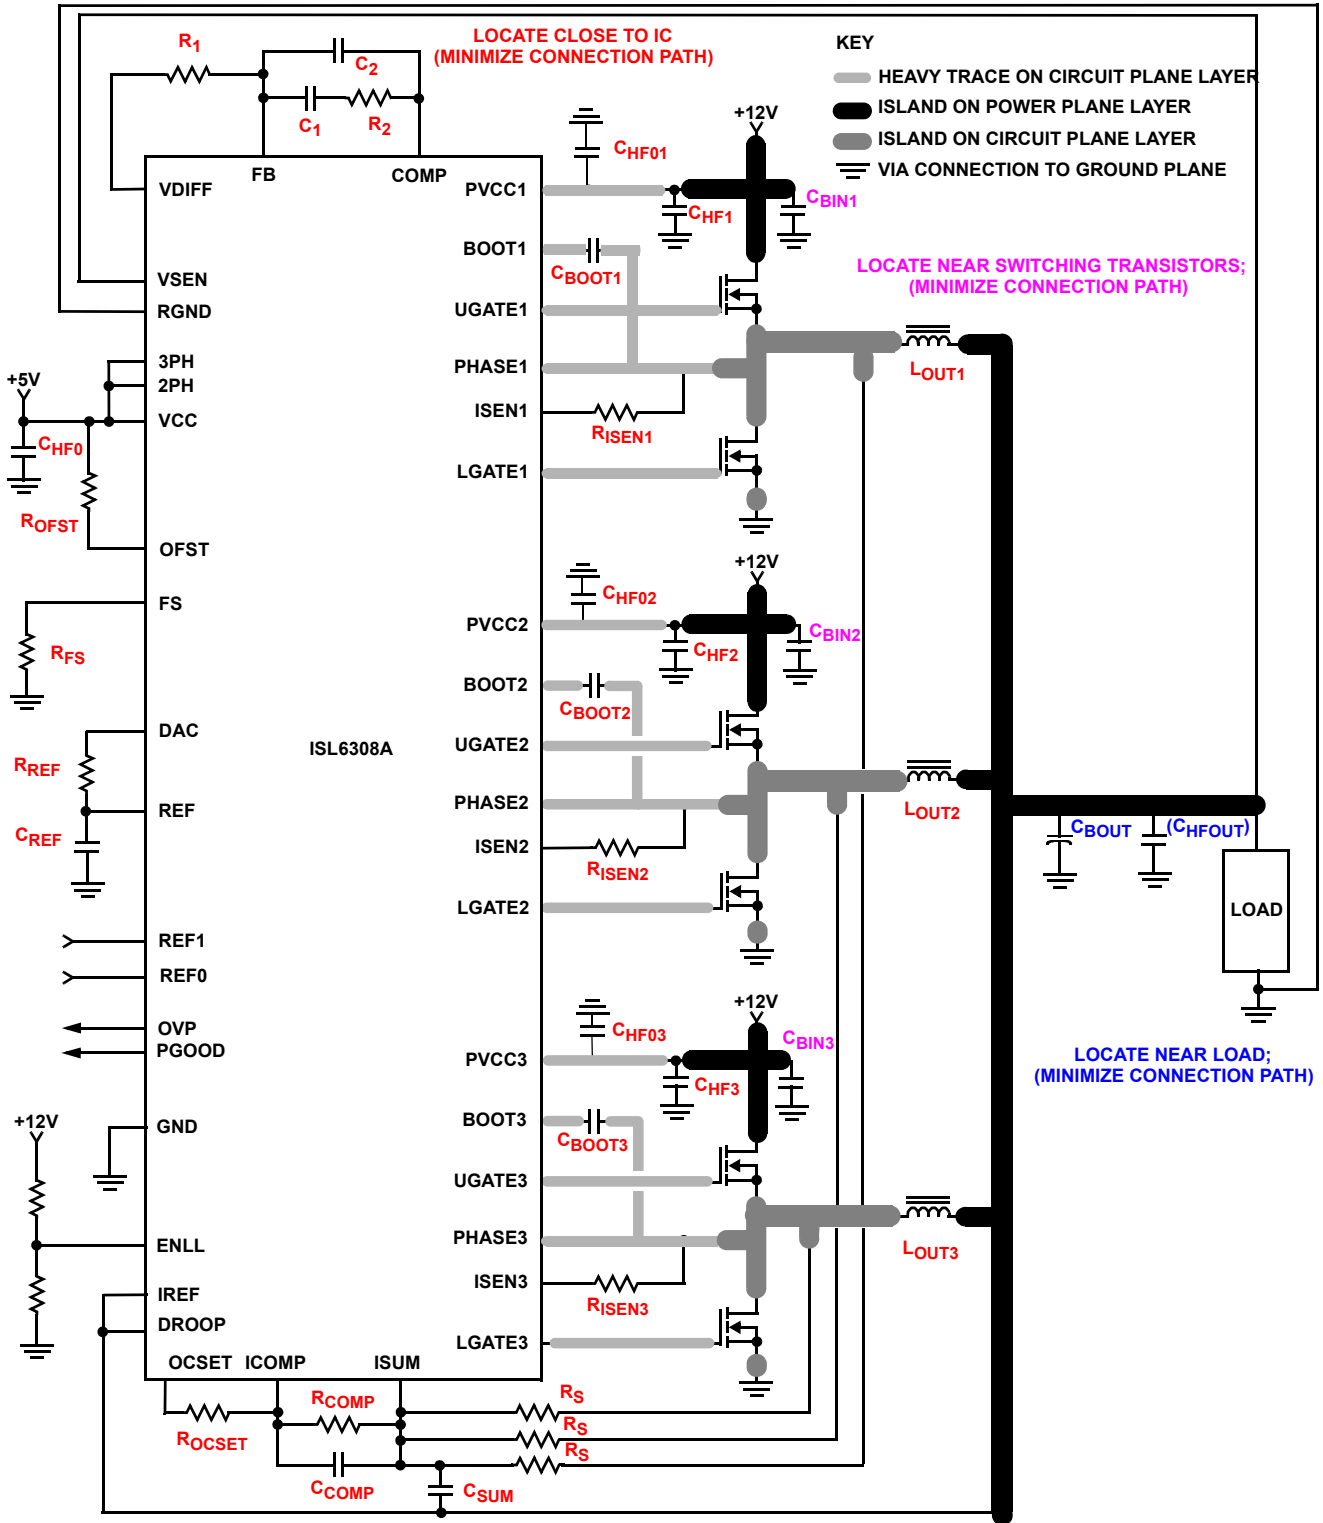 LOCATE CLOSE TO IC
(MINIMIZE CONNECTION PATH)
KEY
HEAVY TRACE ON CIRCUIT PLANE LAYER
ISLAND ON POWER PLANE LAYER
ISLAND ON CIRCUIT PLANE LAYER
VIA CONNECTION TO GROUND PLANE
R1
C2
C1
R2
FB
COMP
VDIFF
VSEN
RGND
3PH
2PH
VCC
+5V
CHF0
ROFST
OFST
FS
RFS
DAC
RREF
REF
CREF
REF1
REF0
OVP
PGOOD
GND
+12V
ENLL
IREF
DROOP
OCSET
ICOMP
ISUM
ISL6308A
PVCC1
BOOT1
UGATE1
PHASE1
ISEN1
LGATE1
PVCC2
BOOT2
UGATE2
PHASE2
ISEN2
LGATE2
PVCC3
BOOT3
UGATE3
PHASE3
ISEN3
LGATE3
CHF01
+12V
CHF1
CBIN1
CBOOT1
LOCATE NEAR SWITCHING TRANSISTORS;
(MINIMIZE CONNECTION PATH)
LOUT1
RISEN1
CHF02
+12V
CHF2
CBIN2
CBOOT2
LOUT2
RISEN2
CBOUT
(CHFOUT)
LOAD
LOCATE NEAR LOAD;
(MINIMIZE CONNECTION PATH)
CHF03
+12V
CHF3
CBIN3
CBOOT3
LOUT3
RISEN3
ROCSET
RCOMP
CCOMP
CSUM
RS
RS
RS